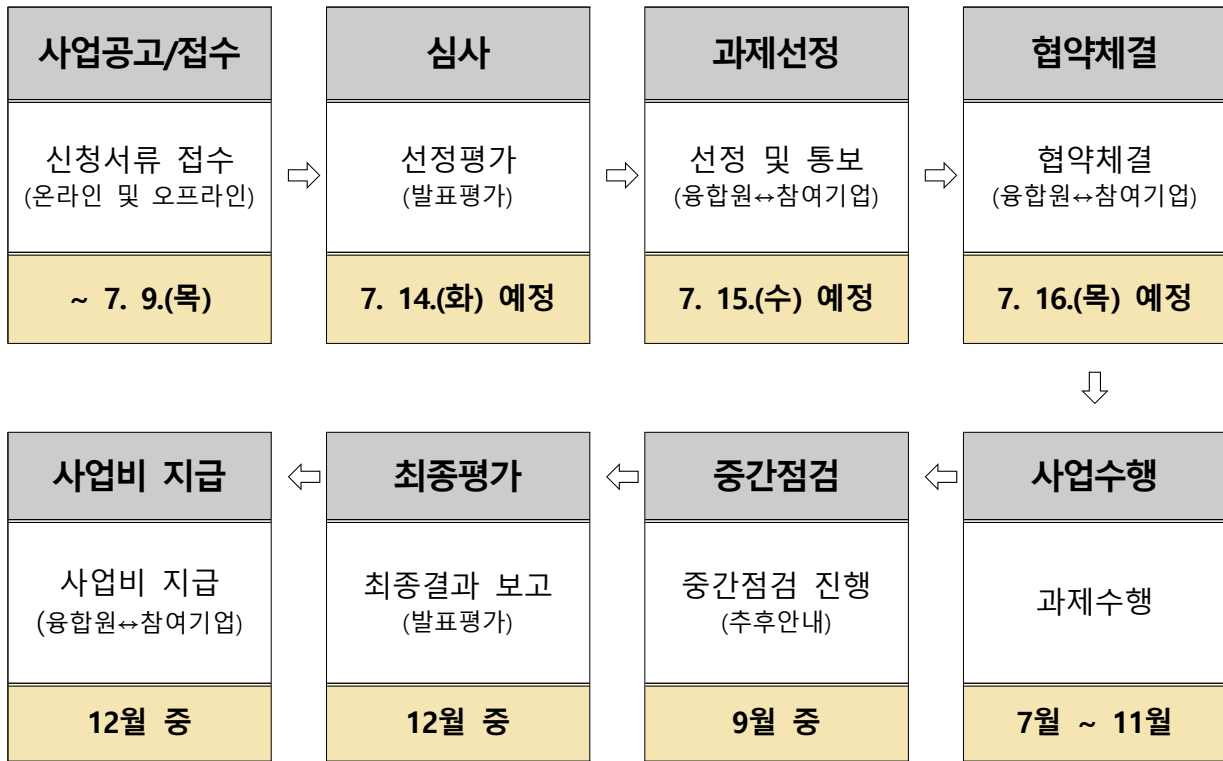 사업공고/접수
심사
과제선정
협약체결
신청서류 접수
(온라인 및 오프라인)
선정평가
(발표평가)
선정 및 통보
(융합원↔참여기업)
협약체결
(융합원↔참여기업)
~ 7. 9.(목)
7. 14.(화) 예정
7. 15.(수) 예정
7. 16.(목) 예정
사업비 지급
최종평가
중간점검
사업수행
사업비 지급
(융합원↔참여기업)
최종결과 보고
(발표평가)
중간점검 진행
(추후안내)
과제수행
12월 중
12월 중
9월 중
7월 ~ 11월